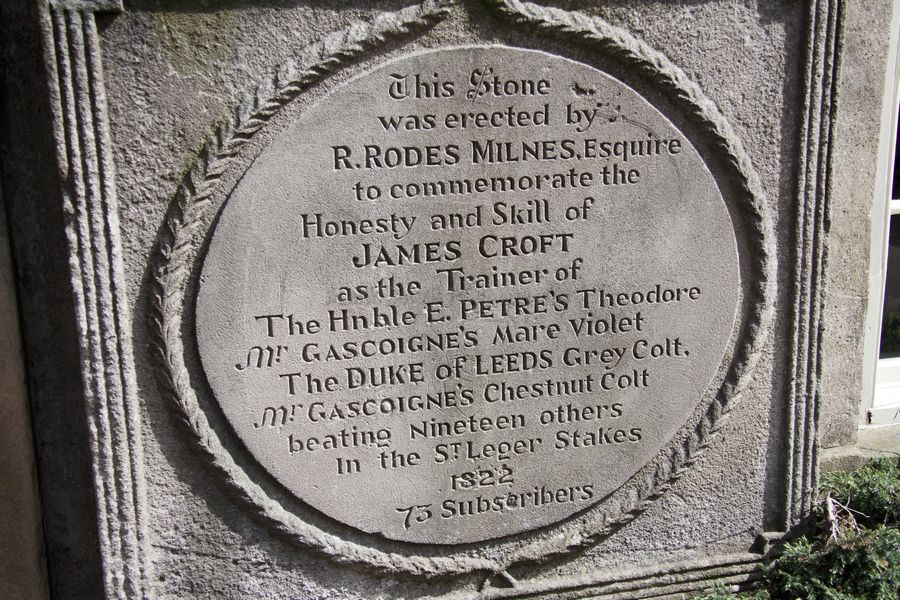 This Stone
was erected by
R. RODES MILNES, Esquire
to commemorate the
Honesty and Skill of
JAMES CROFT
as the Trainer of
The Hnble E. PETRE'S Theodore
Mr GASCOIGNE'S Mare Violet
The DUKE of LEEDS Grey Colt.
Mr GASCOIGNE'S Chestnut Colt
beating Nineteen others
In the ST Leger Stakes
1822
73 Subscribers